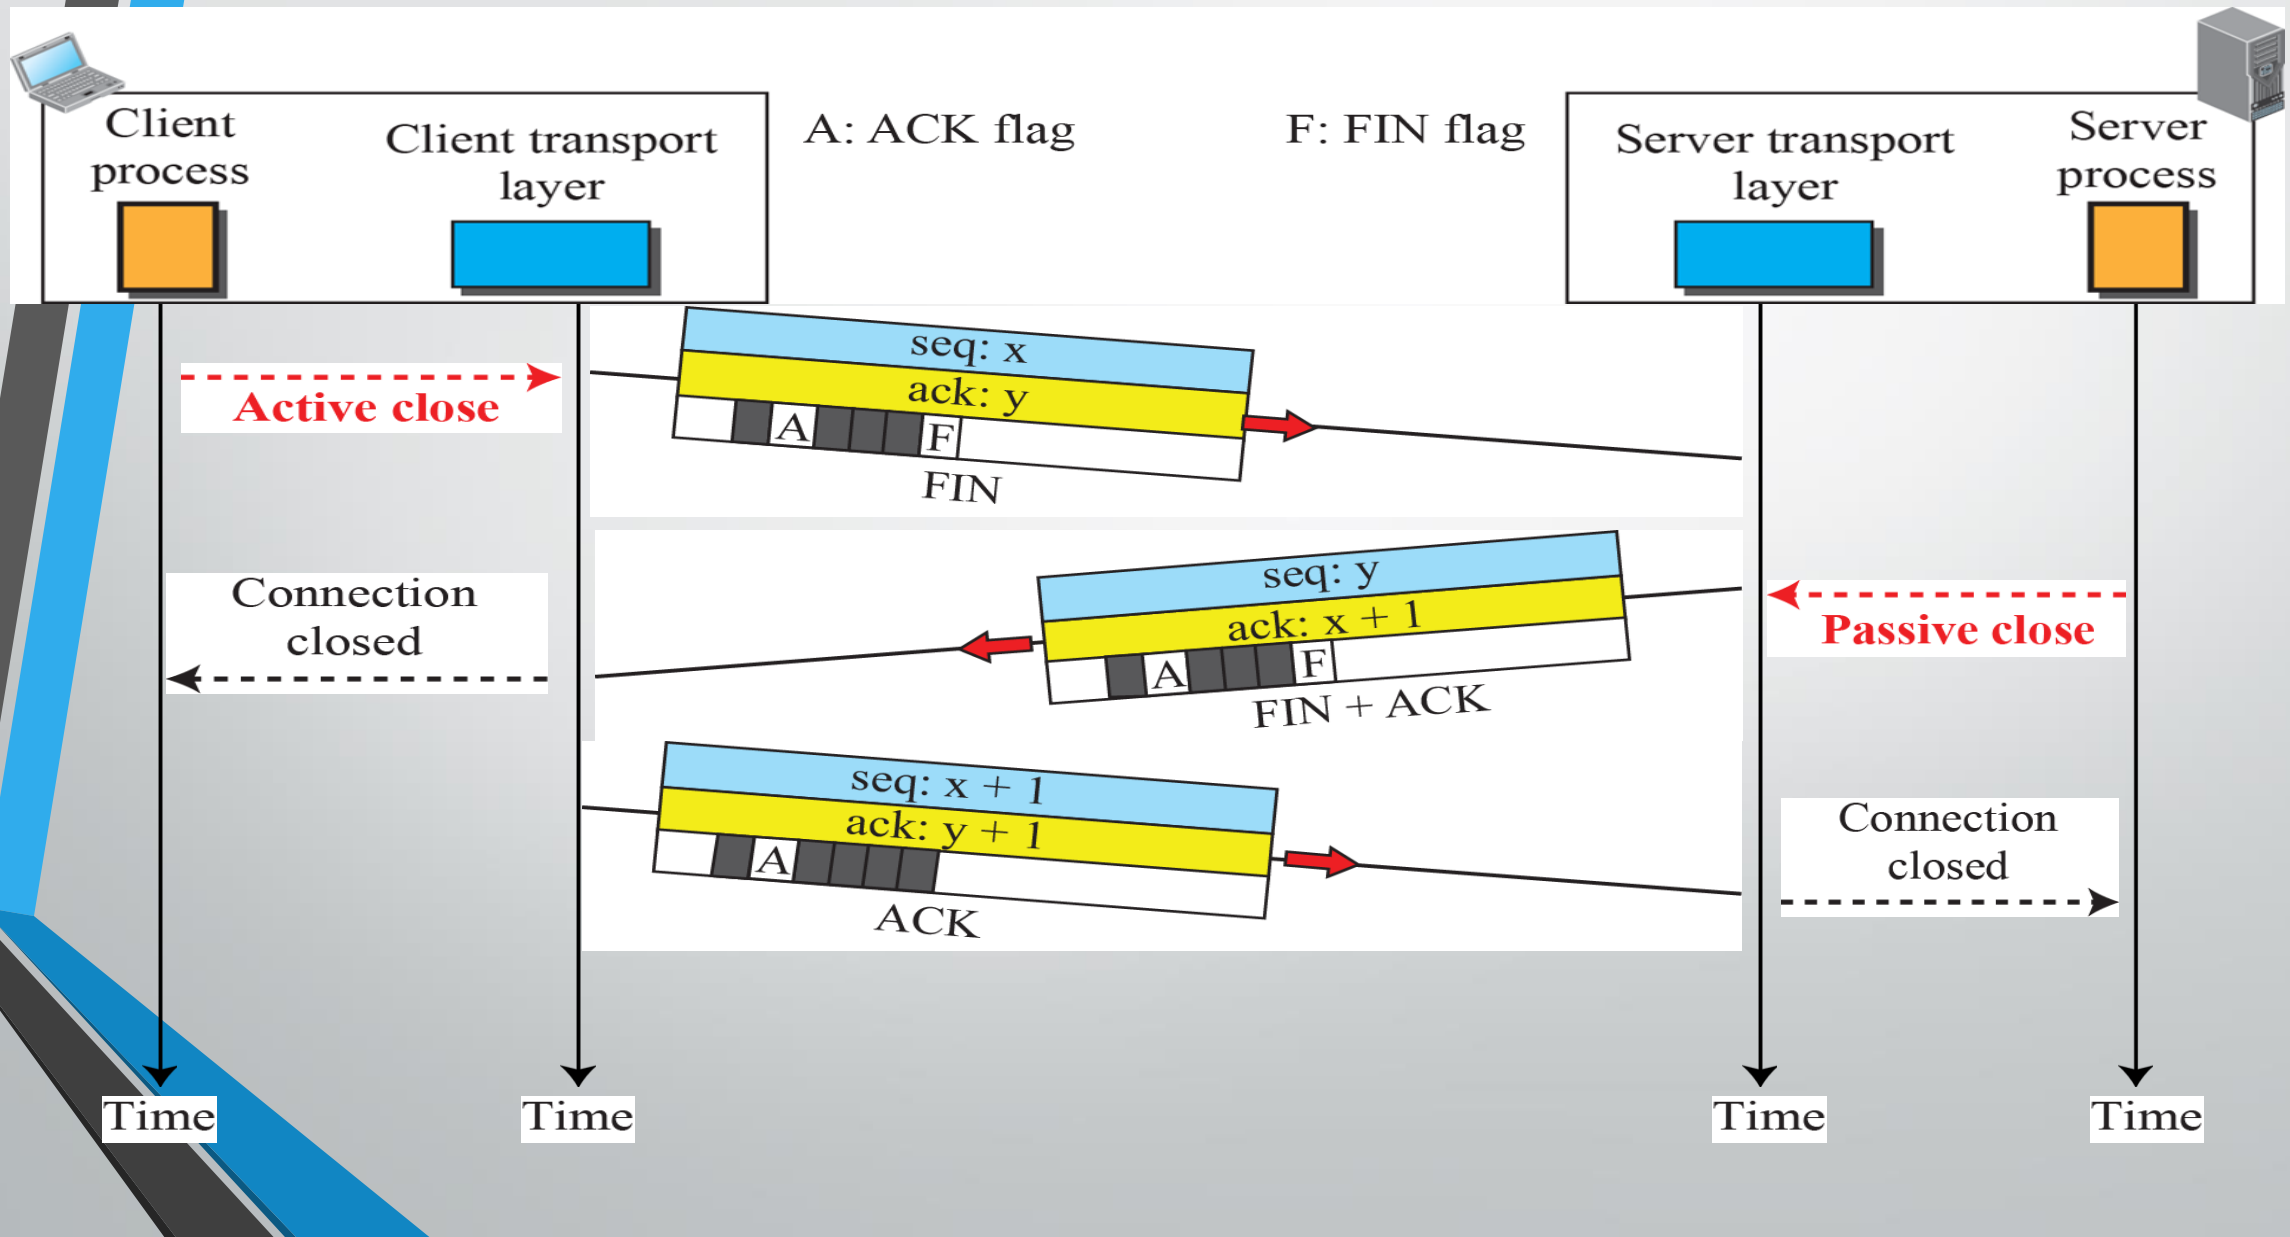 Client
process
Client transport
layer
A: ACK flag
F: FIN flag
Server transport
layer
Server
process
seq: x
ack: y
A
F
FIN
Active close
seq: y
ack: x + 1
A
F
FIN + ACK
Connection
closed
Passive close
seq: x + 1
ack: y + 1
A
ACK
Connection
closed
Time
Time
Time
Time